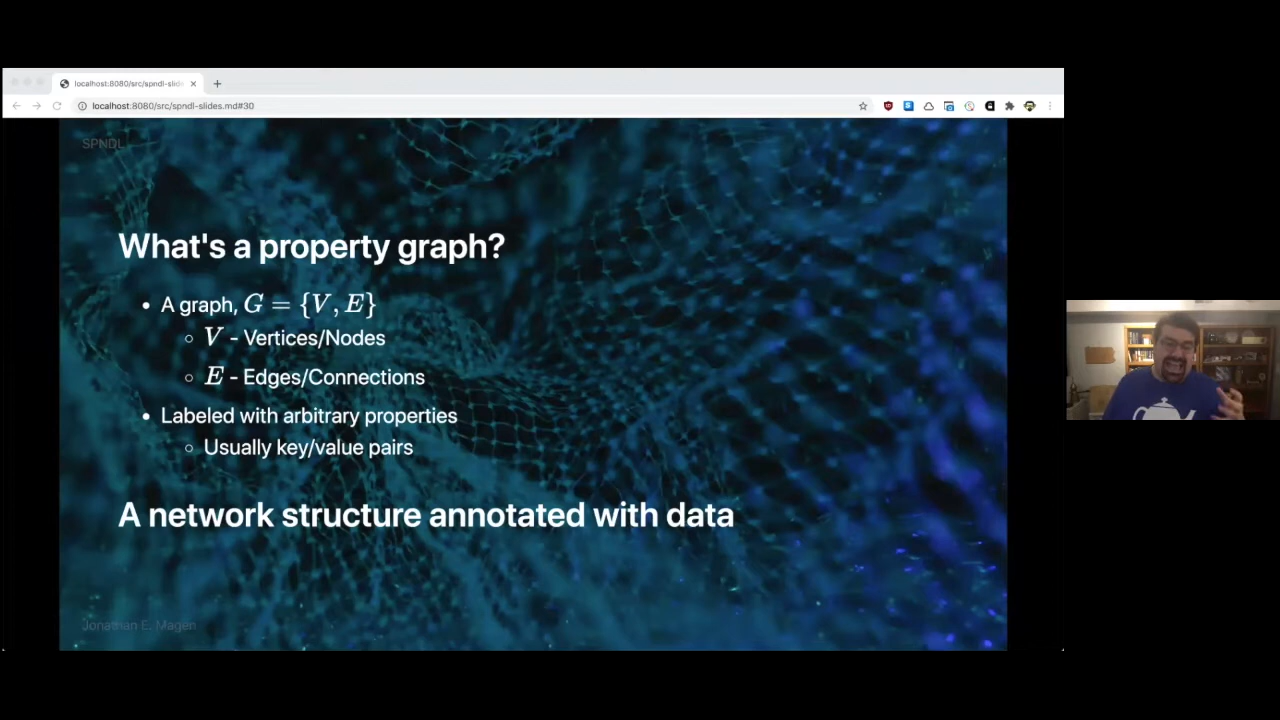 localhost:8080/src/spndl-slide
localhost:8080/src/spndl-slides.md#30
SPNDL
What's a property graph?
• A graph, G = {V, E}
○ V - Vertices/Nodes
○ E - Edges/Connections
• Labeled with arbitrary properties
○ Usually key/value pairs
A network structure annotated with data
Jonathan E. Magen